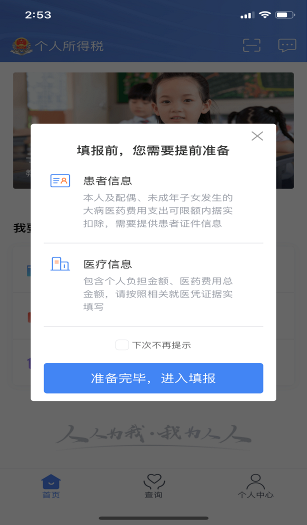 2:53
个人所得税
填报前，您需要提前准备
患者信息
本人及配偶、未成年子女发生的
大病医药费用支出可限额内据实
扣除，需要提供患者证件信息
医疗信息
包含个人负担金额、医药费用总
金额，请按照相关就医凭证据实
填写
下次不再提示
准备完毕，进入填报
人人为我·我为人人
首页
查询
个人中心